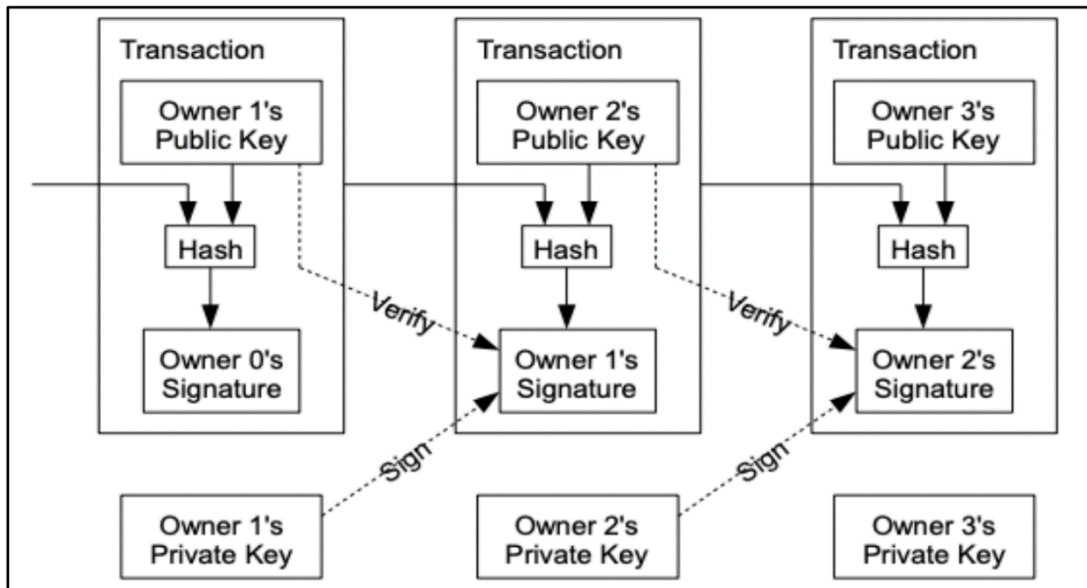 Transaction
Owner 1's
Public Key
Hash
Owner 0's
Signature
Transaction
Owner 2's
Public Key
Hash
Owner 1's
Signature
Transaction
Owner 3's
Public Key
Hash
Owner 2's
Signature
Verify
Verify
Sign
Sign
Owner 1's
Private Key
Owner 2's
Private Key
Owner 3's
Private Key